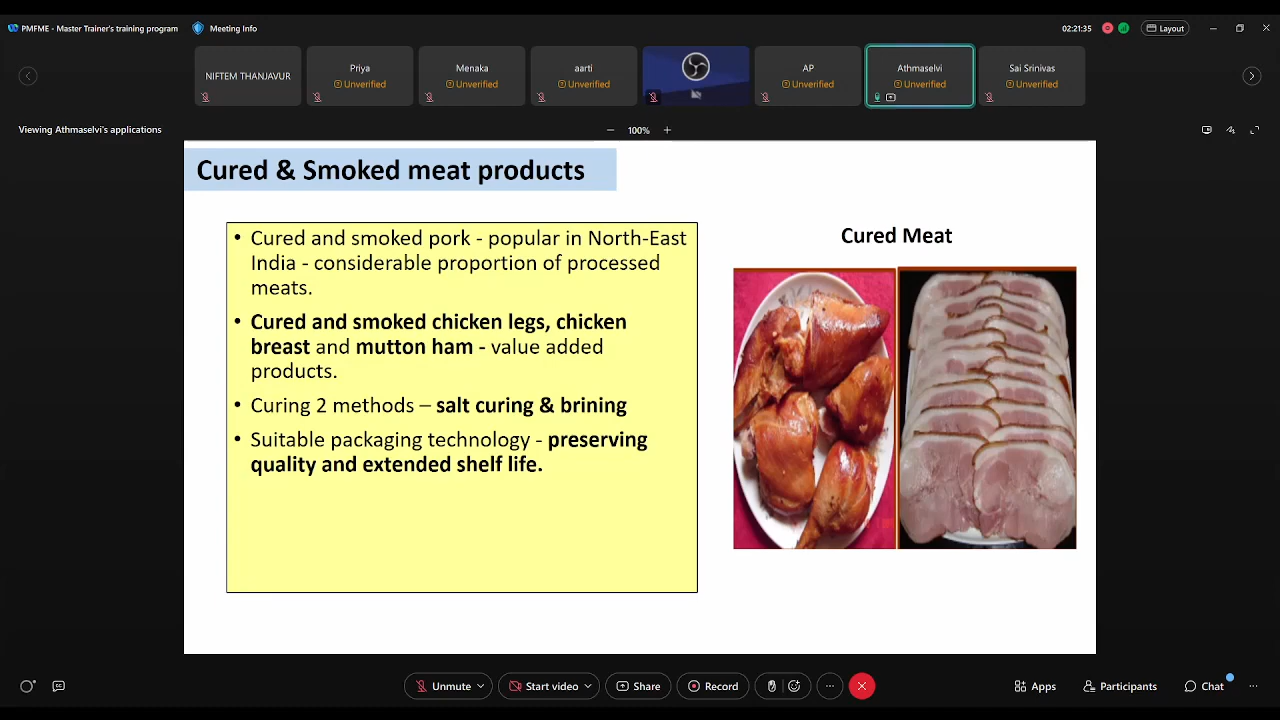 PMFME - Master Trainer's training program
Meeting Info
02:21:35
Layout
NIFTEM THANJAVUR
Priya
Unverified
Menaka
Unverified
aarti
Unverified
AP
Unverified
Athmaselvi
Unverified
Sai Srinivas
Unverified
Viewing Athmaselvi's applications
100%
Cured & Smoked meat products
• Cured and smoked pork - popular in North-East
India - considerable proportion of processed
meats.
• Cured and smoked chicken legs, chicken
breast and mutton ham - value added
products.
• Curing 2 methods – salt curing & brining
• Suitable packaging technology - preserving
quality and extended shelf life.
Cured Meat
Unmute
Start video
Share
Record
Apps
Participants
Chat